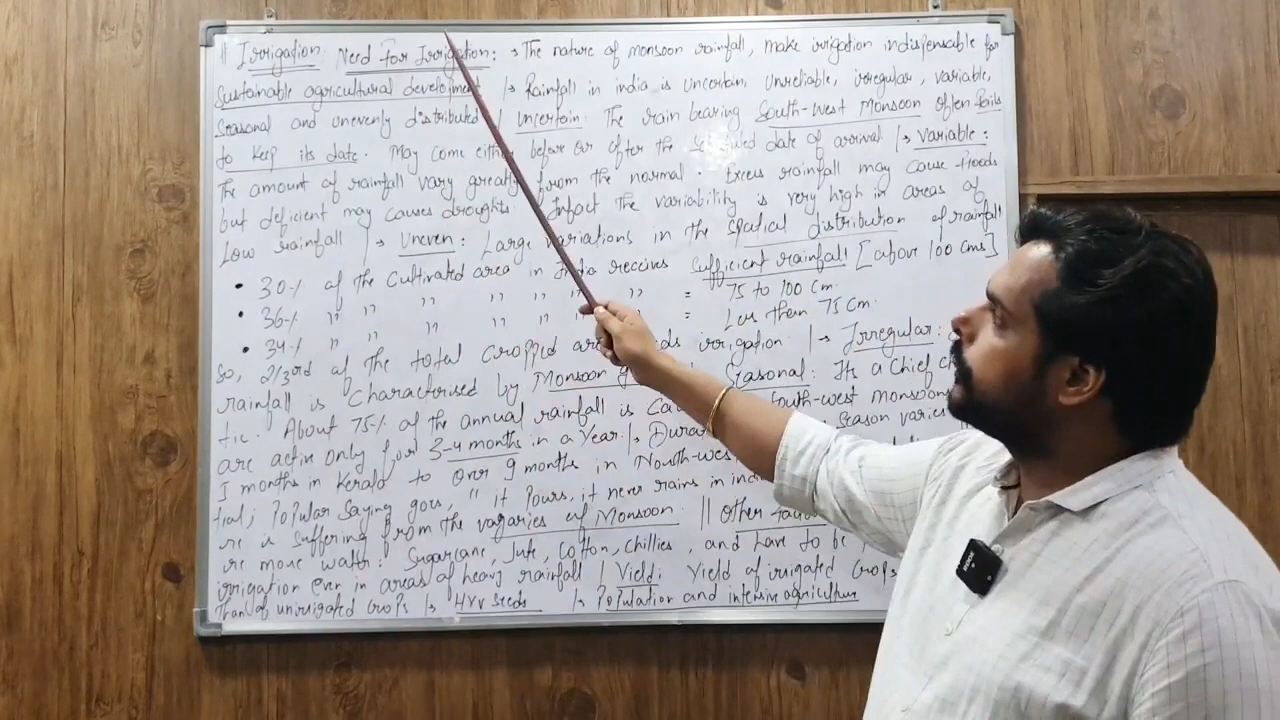 || Irrigation Need For Irrigation: → The nature of monsoon rainfall, make irrigation indispensable for
Sustainable agricultural development |→ Rainfall in india is uncertain, unreliable, irregular, variable,
Seasonal and unevenly distributed | Uncertain: The rain bearing South-West Monsoon often fails
to keep its date. May come either before or after the scheduled date of arrival |→ Variable:
The amount of rainfall vary greatly from the normal. Excess rainfall may cause floods
but deficient may causes droughts. Infact the variability is very high in areas of
Low rainfall |→ Uneven: Large variations in the spatial distribution of rainfall
• 30% of the Cultivated area in India receives Sufficient rainfall [above 100 cms]
• 36% " " " " " " " = 75 to 100 cm.
• 34% " " " " " " = Less then 75 cm.
So, 2/3rd of the total cropped irrigation |→ Irregular:
rainfall is characterised by Monsoon Seasonal: Its a Chief
tic. About 75% of the annual rainfall is South-west monsoon
are active only for 3-4 months in a year. |→ Season varies
months in Kerala to over 9 months in North-west
tial; Popular Saying goes, "it Pours, it never rains in
re is suffering from the vagaries of Monsoon. || Other
re more water: Sugarcane, Jute, Cotton, Chillies, and have to be
irrigation even in areas of heavy rainfall | Yield: Yield of irrigated Crops
Than of unirrigated Crops |→ HYV Seeds |→ Population and intensive agriculture
RODE